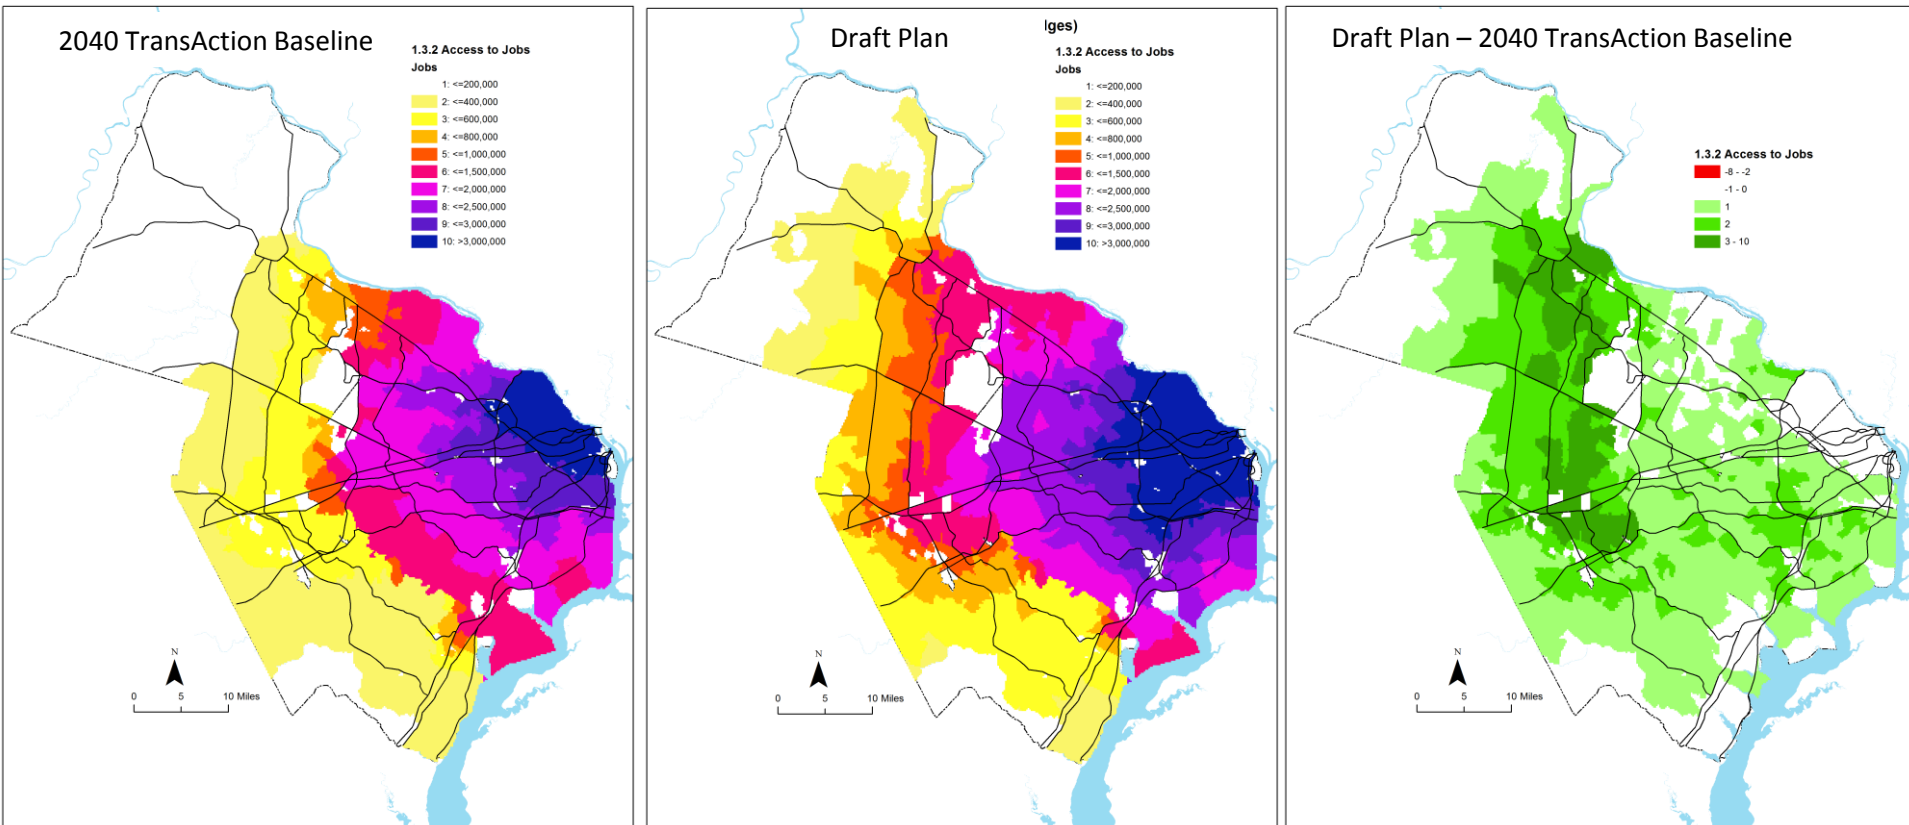 2040 TransAction Baseline
1.3.2 Access to Jobs
Jobs
1: <=200,000
2: <=400,000
3: <=600,000
4: <=800,000
5: <=1,000,000
6: <=1,500,000
7: <=2,000,000
8: <=2,500,000
9: <=3,000,000
10: >3,000,000
N
0 5 10 Miles
Draft Plan
lges)
1.3.2 Access to Jobs
Jobs
1: <=200,000
2: <=400,000
3: <=600,000
4: <=800,000
5: <=1,000,000
6: <=1,500,000
7: <=2,000,000
8: <=2,500,000
9: <=3,000,000
10: >3,000,000
N
0 5 10 Miles
Draft Plan – 2040 TransAction Baseline
1.3.2 Access to Jobs
-8 - -2
-1 - 0
1
2
3 - 10
N
0 5 10 Miles